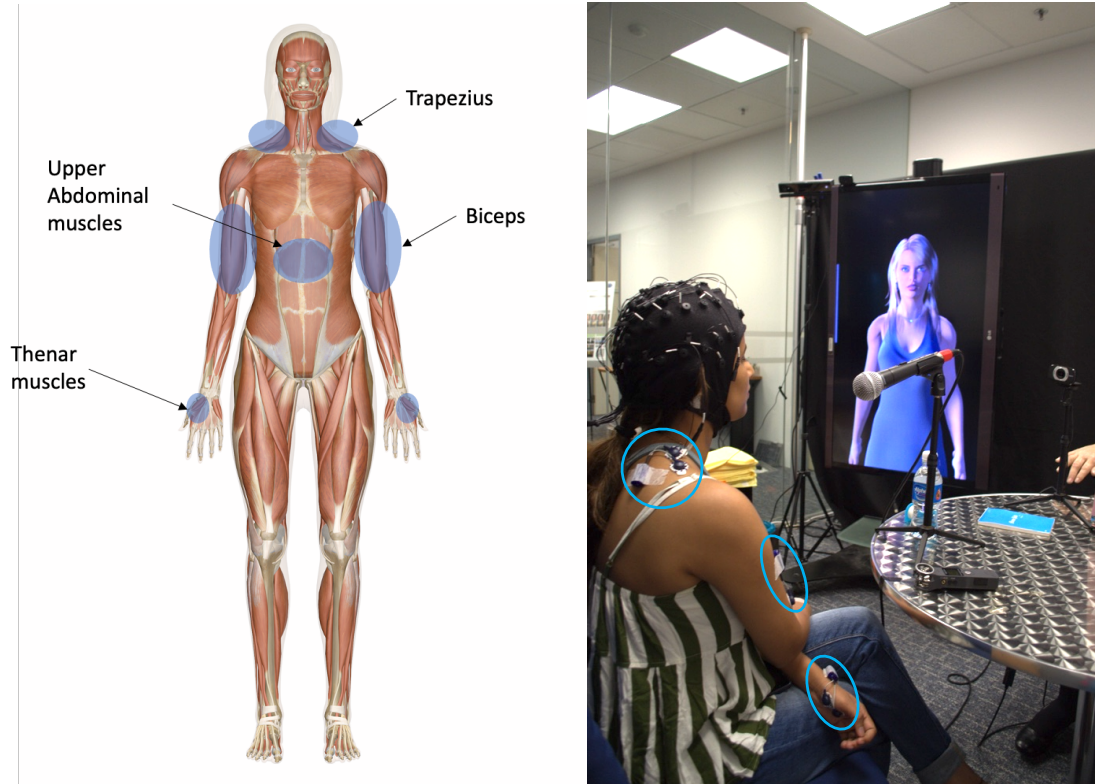 Trapezius
Upper
Abdominal
muscles
Biceps
Thenar
muscles